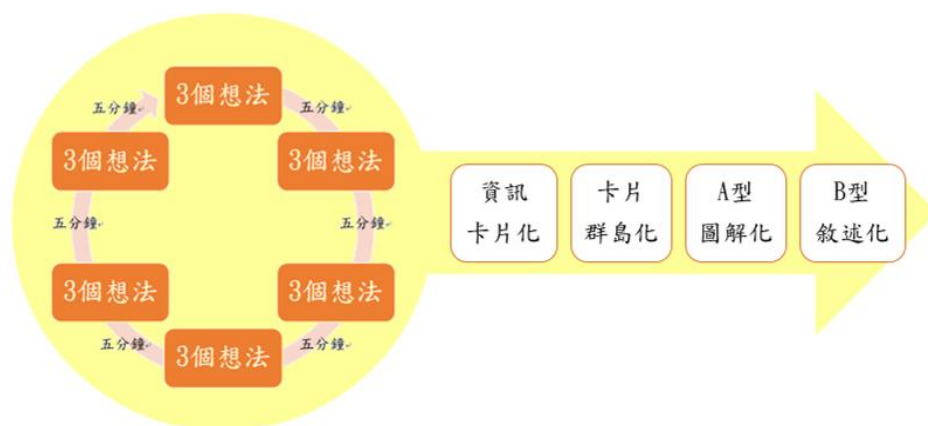 3個想法
五分鐘
五分鐘
3個想法
3個想法
五分鐘
五分鐘
3個想法
3個想法
五分鐘
五分鐘
3個想法
資訊
卡片化
卡片
群島化
A型
圖解化
B型
敘述化